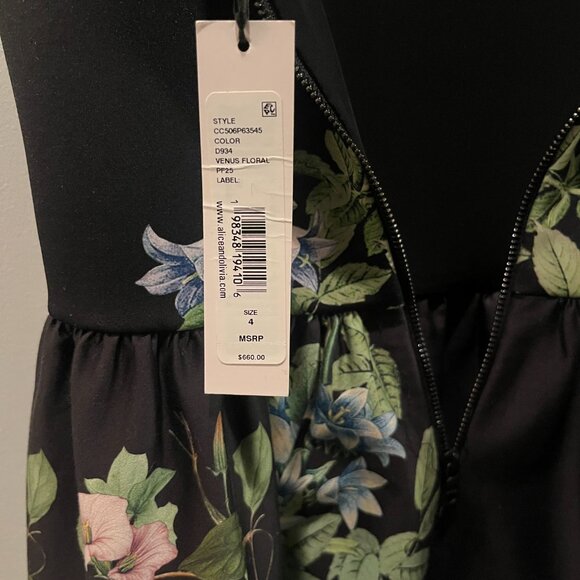 STYLE
CC506P63545
COLOR
D934
VENUS FLORAL
PF25
LABEL:
1 98348 19410 6
www.aliceandolivia.com
SIZE
4
MSRP
$660.00